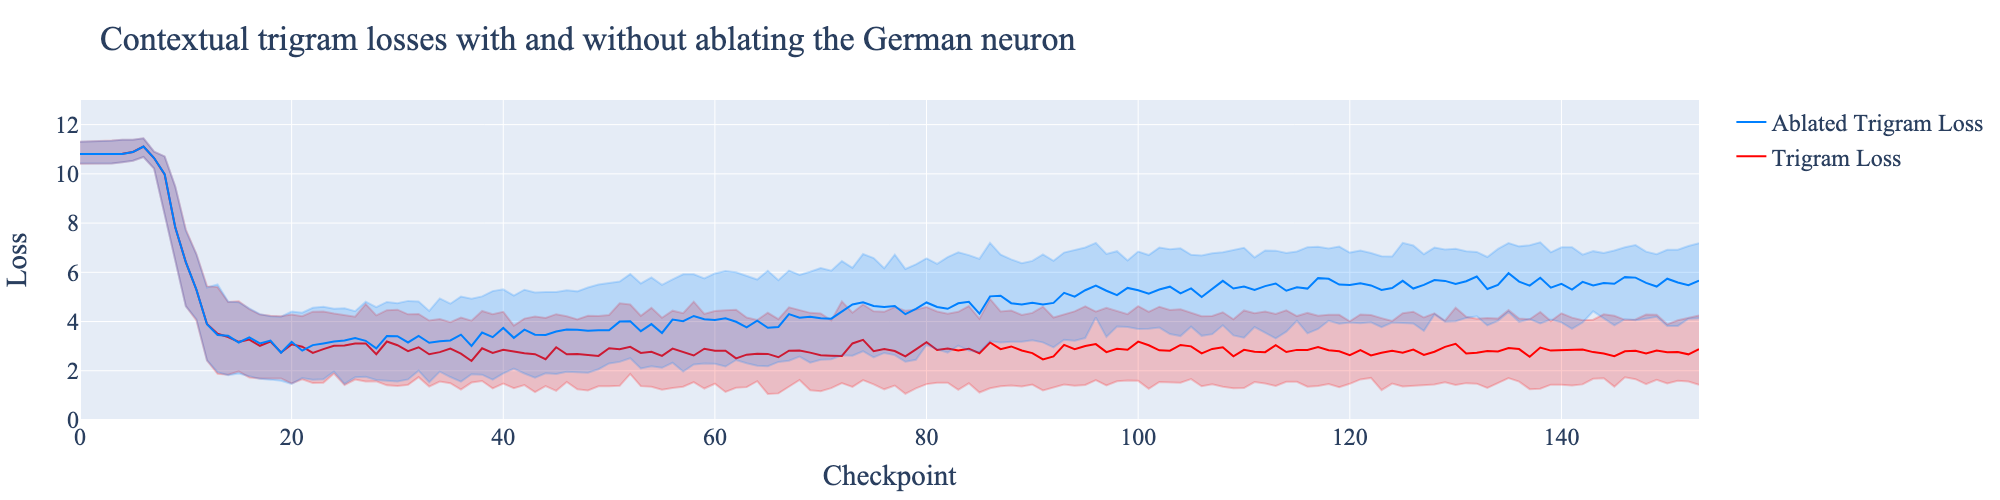 Contextual trigram losses with and without ablating the German neuron
12
10
8
6
4
2
0
Loss
0 20 40 60 80 100 120 140
Checkpoint
Ablated Trigram Loss
Trigram Loss